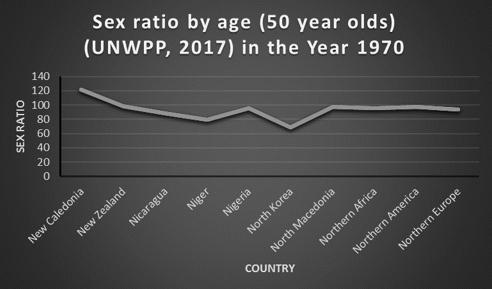 Sex ratio by age (50 year olds)
(UNWPP, 2017) in the Year 1970
SEX RATIO
140
120
100
80
60
40
20
0
New Caledonia
New Zealand
Nicaragua
Niger
Nigeria
North Korea
North Macedonia
Northern Africa
Northern America
Northern Europe
COUNTRY